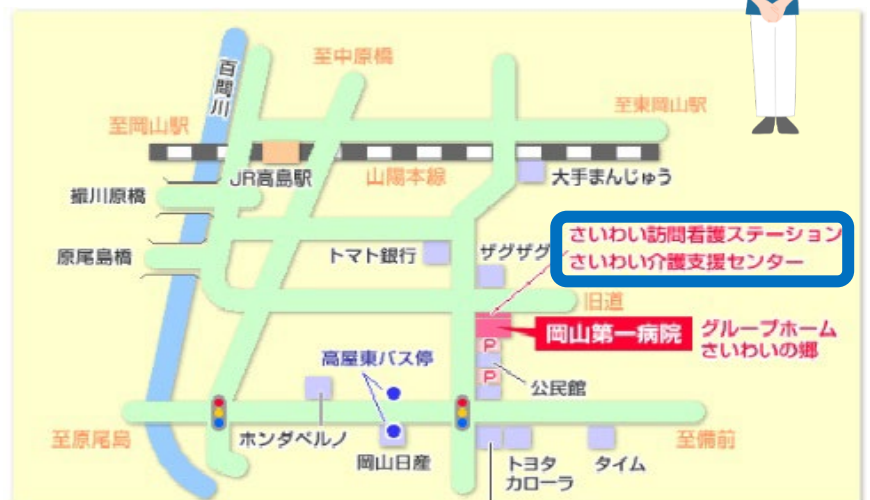 至中原橋
百間川
至東岡山駅
至岡山駅
JR高島駅
山陽本線
大手まんじゅう
撮川原橋
原尾島橋
トマト銀行
ザグザグ
さいわい訪問看護ステーション
さいわい介護支援センター
旧道
岡山第一病院
グループホーム
さいわいの郷
P
高屋東バス停
P
公民館
至原尾島
ホンダベルノ
至備前
岡山日産
トヨタ
カローラ
タイム